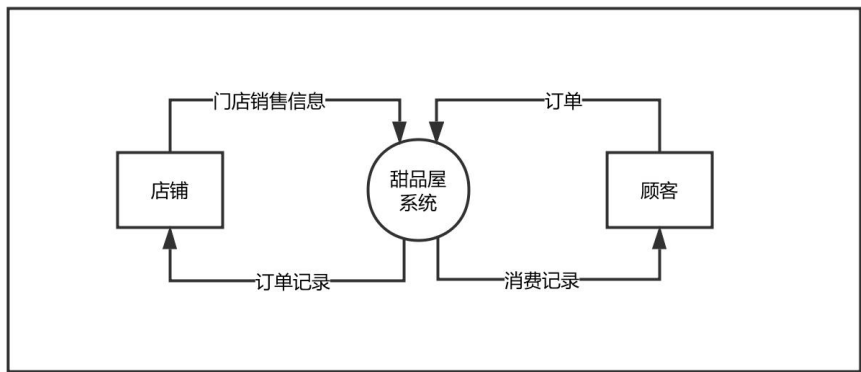 门店销售信息
订单
店铺
甜品屋
系统
顾客
订单记录
消费记录